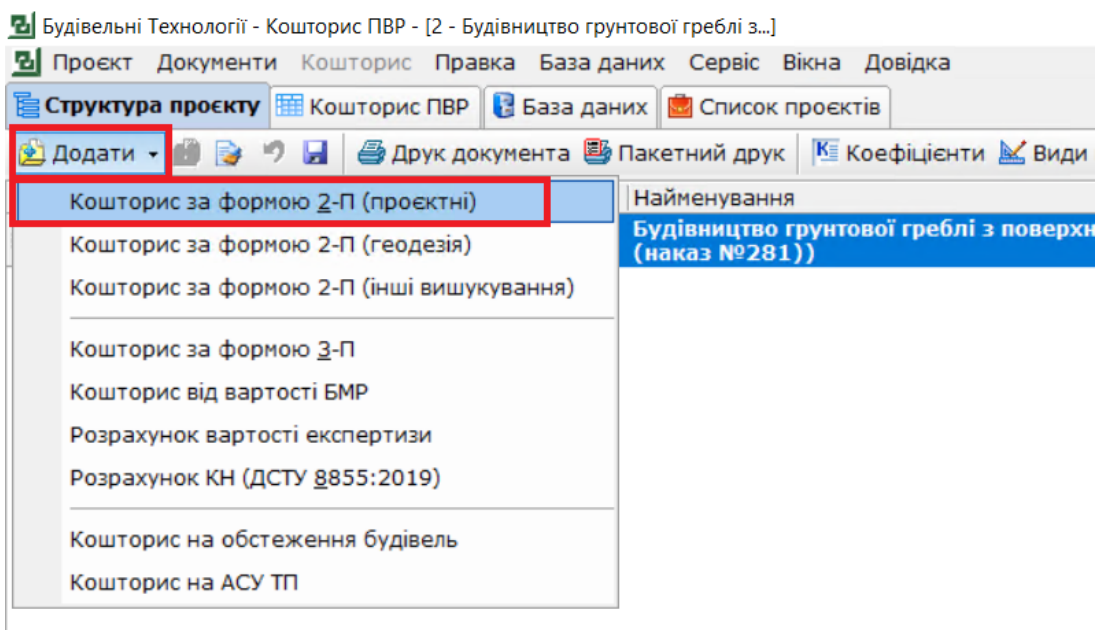 Будівельні Технології - Кошторис ПВР - [2 - Будівництво грунтової греблі з...]
Проєкт Документи Кошторис Правка База даних Сервіс Вікна Довідка
Структура проєкту Кошторис ПВР База даних Список проєктів
Додати Друк документа Пакетний друк Коефіцієнти Види
Кошторис за формою 2-П (проєктні)
Кошторис за формою 2-П (геодезія)
Кошторис за формою 2-П (інші вишукування)
Кошторис за формою 3-П
Кошторис від вартості БМР
Розрахунок вартості експертизи
Розрахунок КН (ДСТУ 8855:2019)
Кошторис на обстеження будівель
Кошторис на АСУ ТП
Найменування
Будівництво грунтової греблі з поверхн
(наказ №281))